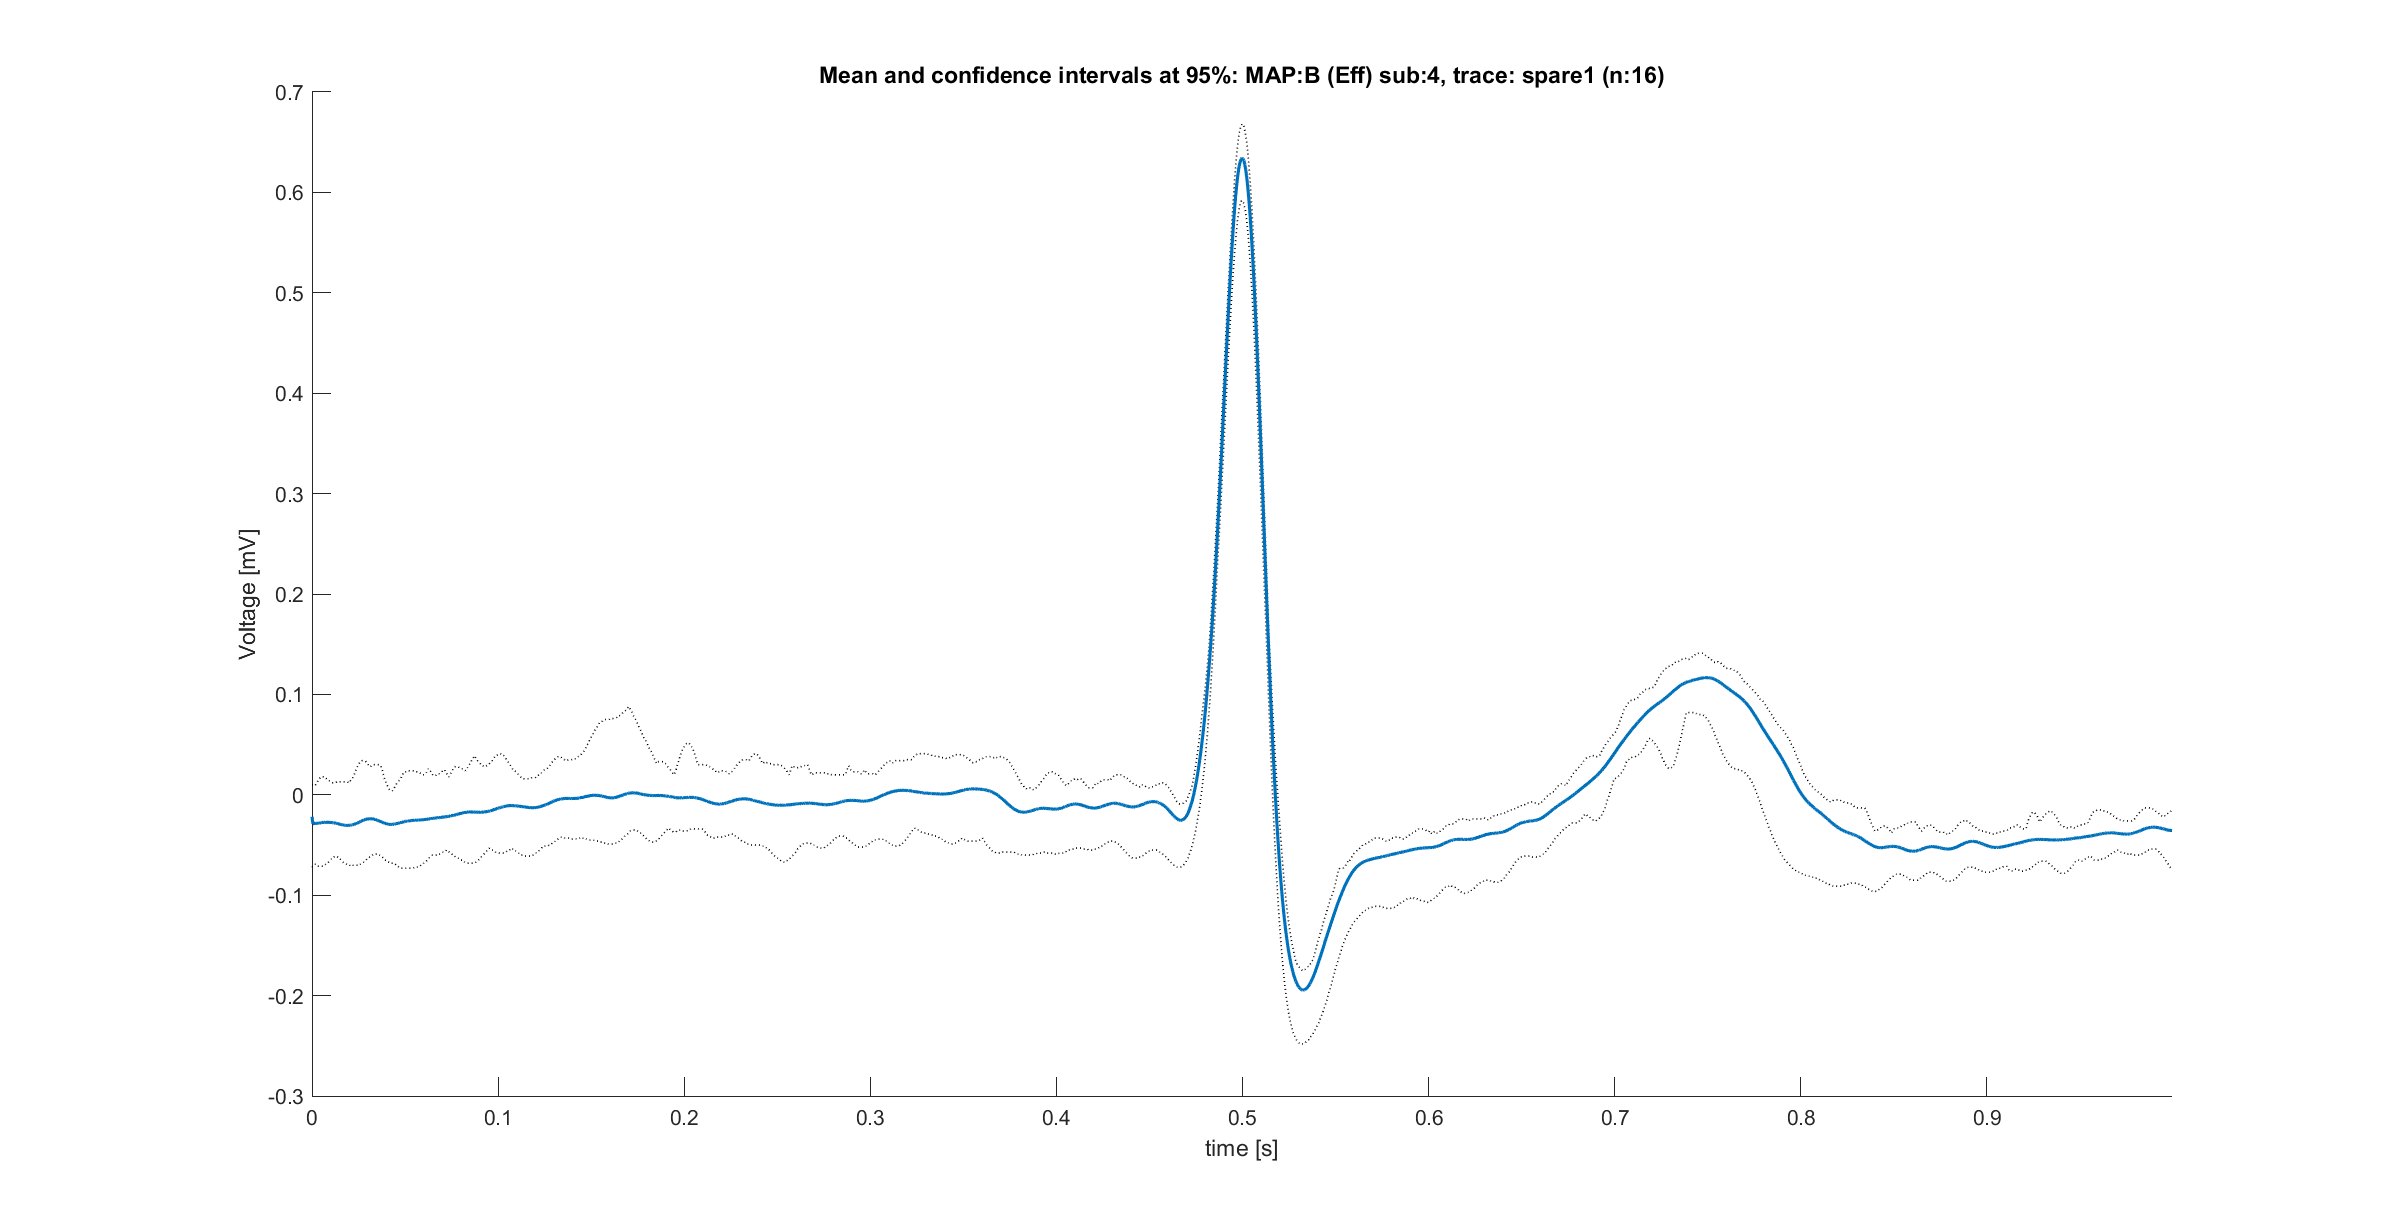 Mean and confidence intervals at 95%: MAP:B (Eff) sub:4, trace: spare1 (n:16)
0.7
0.6
0.5
0.4
0.3
0.2
0.1
0
-0.1
-0.2
-0.3
Voltage [mV]
0 0.1 0.2 0.3 0.4 0.5 0.6 0.7 0.8 0.9
time [s]